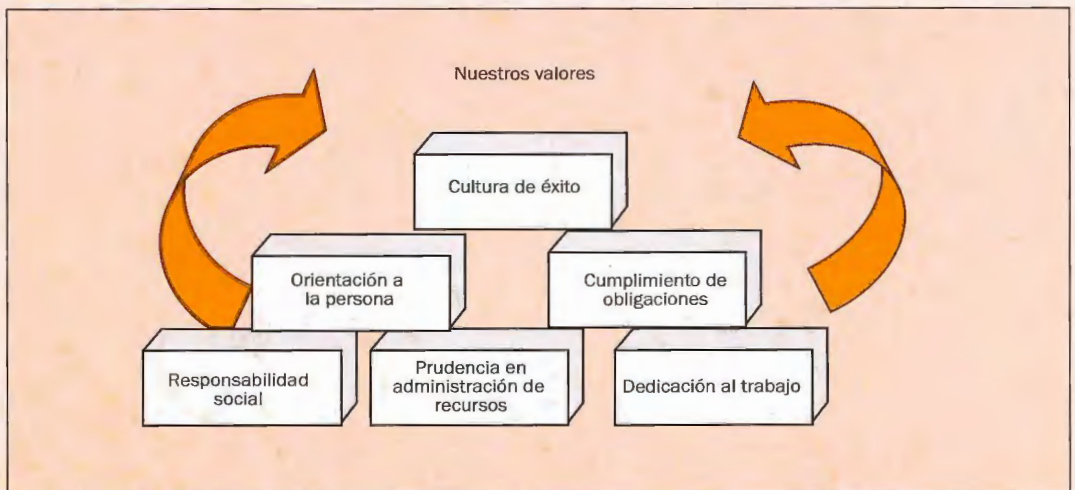 Nuestros valores
Cultura de éxito
Orientación a
la persona
Cumplimiento de
obligaciones
Responsabilidad
social
Prudencia en
administración de
recursos
Dedicación al trabajo